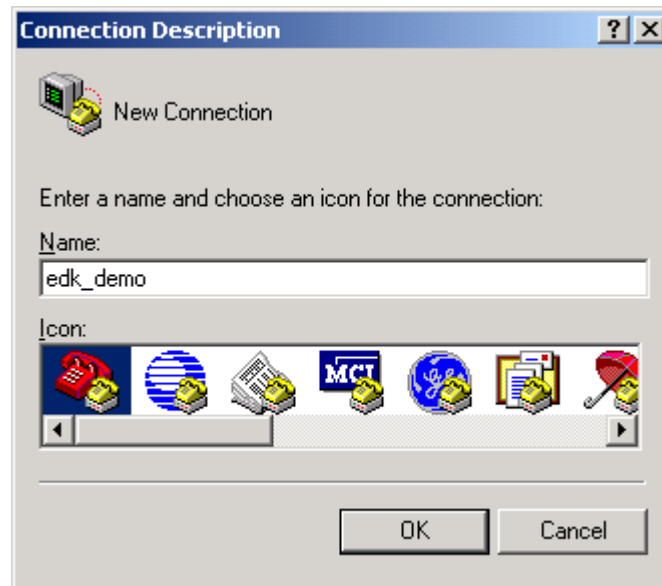 Connection Description
New Connection
Enter a name and choose an icon for the connection:
Name:
edk_demo
Icon:
MCI
OK Cancel